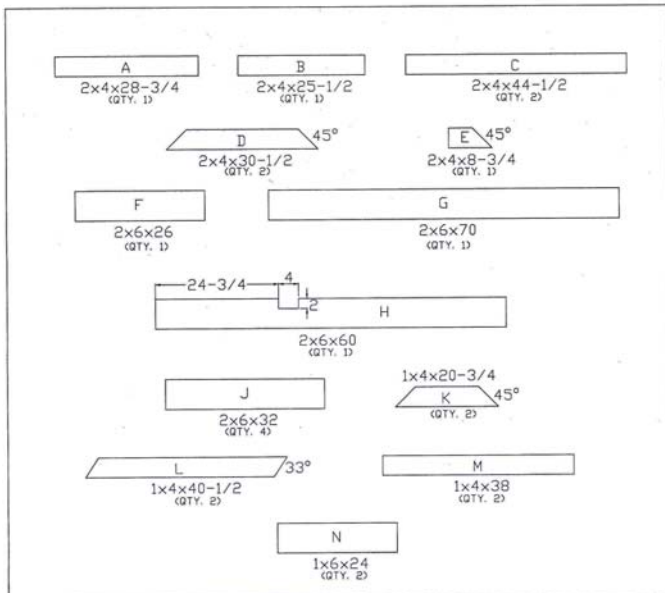 A
2x4x28-3/4
(QTY. 1)
B
2x4x25-1/2
(QTY. 1)
C
2x4x44-1/2
(QTY. 2)
D
45°
2x4x30-1/2
(QTY. 2)
E
45°
2x4x8-3/4
(QTY. 1)
F
2x6x26
(QTY. 1)
G
2x6x70
(QTY. 1)
24-3/4
4
2
H
2x6x60
(QTY. 1)
J
2x6x32
(QTY. 4)
1x4x20-3/4
K
45°
(QTY. 2)
L
33°
1x4x40-1/2
(QTY. 2)
M
1x4x38
(QTY. 2)
N
1x6x24
(QTY. 2)